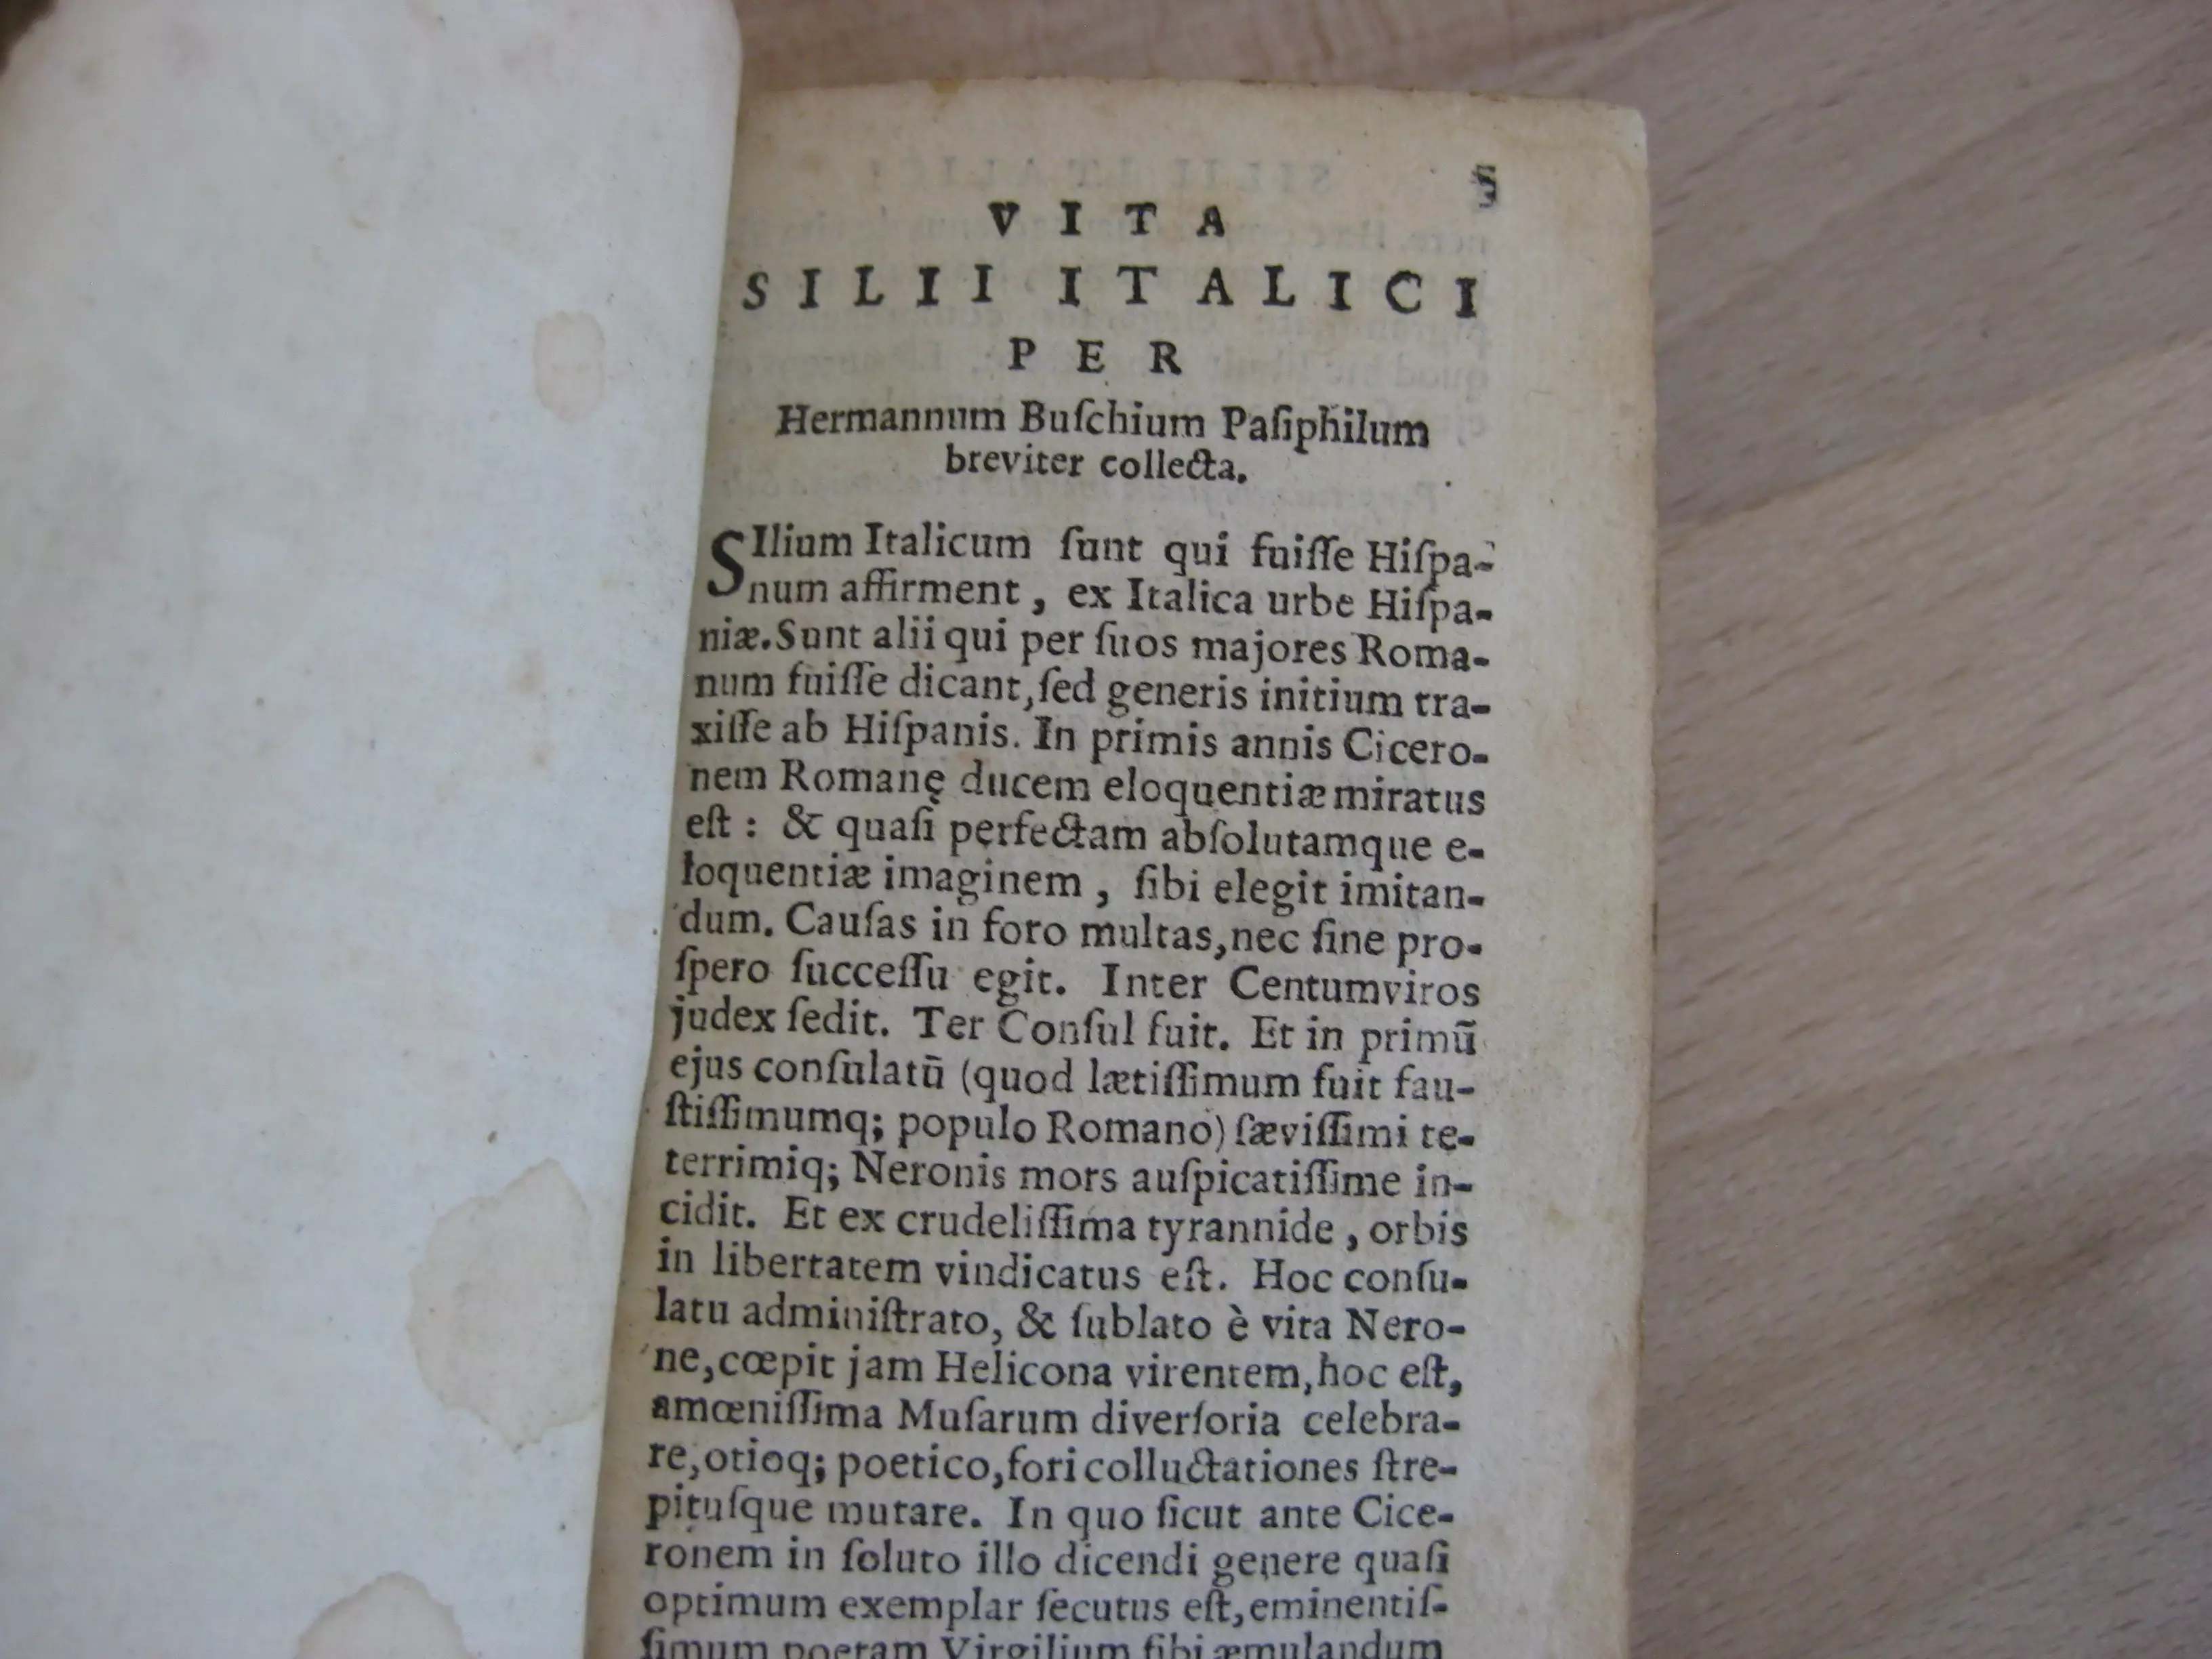 5
VITA
SILII ITALICI
PER
Hermannum Buſchium Paſiphilum
breviter collecta.
SIlium Italicum ſunt qui fuiſſe Hiſpa-
num affirment, ex Italica urbe Hiſpa-
niæ. Sunt alii qui per ſuos majores Roma-
num fuiſſe dicant, ſed generis initium tra-
xiſſe ab Hiſpanis. In primis annis Cicero-
nem Romanę ducem eloquentiæ miratus
eſt: & quaſi perfectam abſolutamque e-
loquentiæ imaginem, ſibi elegit imitan-
dum. Cauſas in foro multas, nec ſine pro-
ſpero ſucceſſu egit. Inter Centumviros
judex ſedit. Ter Conſul fuit. Et in primū
ejus conſulatū (quod lætiſſimum fuit fau-
ſtiſſimumq; populo Romano) ſæviſſimi te-
terrimiq; Neronis mors auſpicatiſſime in-
cidit. Et ex crudeliſſima tyrannide, orbis
in libertatem vindicatus eſt. Hoc conſu-
latu adminiſtrato, & ſublato è vita Nero-
ne, cœpit jam Helicona virentem, hoc eſt,
amœniſſima Muſarum diverſoria celebra-
re, otioq; poetico, fori colluctationes ſtre-
pituſque mutare. In quo ſicut ante Cice-
ronem in ſoluto illo dicendi genere quaſi
optimum exemplar ſecutus eſt, eminentiſ-
ſimum poetam Virgilium ſibi æmulandum